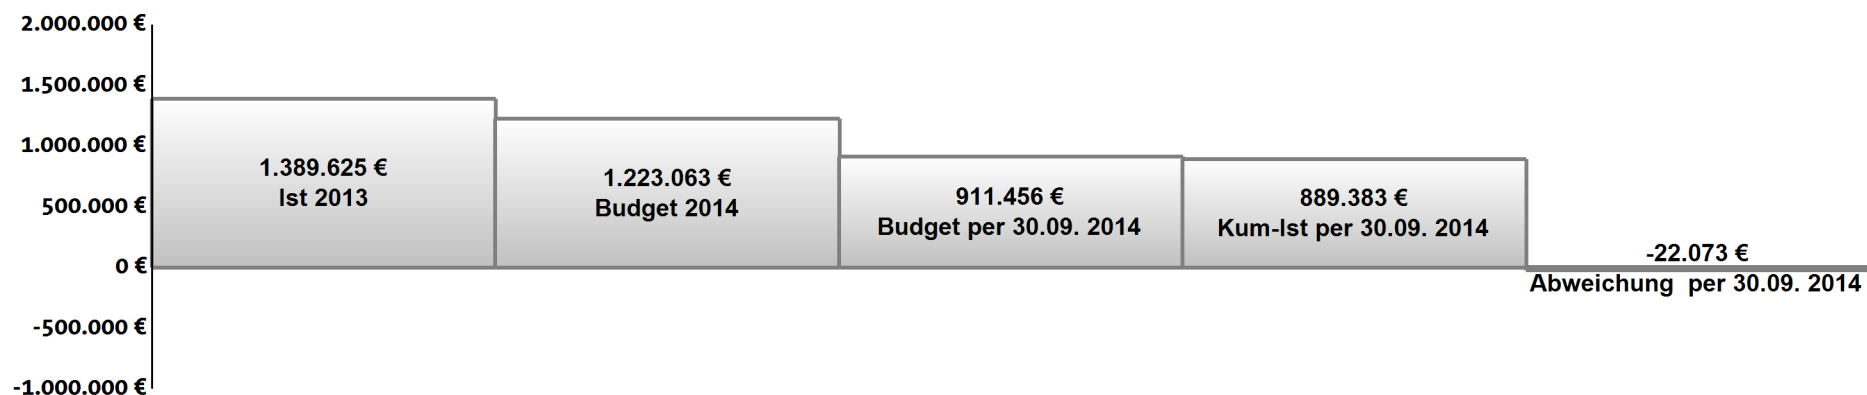 2.000.000 €
1.500.000 €
1.000.000 €
500.000 €
0 €
-500.000 €
-1.000.000 €
1.389.625 €
Ist 2013
1.223.063 €
Budget 2014
911.456 €
Budget per 30.09. 2014
889.383 €
Kum-Ist per 30.09. 2014
-22.073 €
Abweichung  per 30.09. 2014